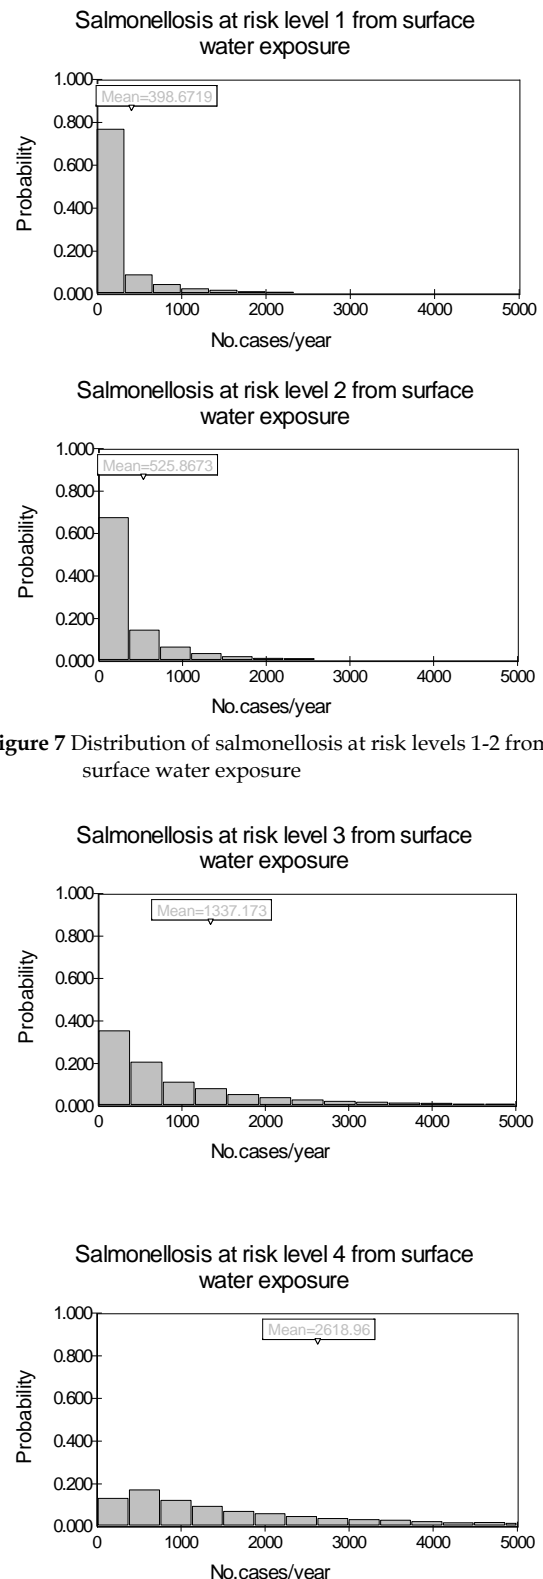 Salmonellosis at risk level 1 from surface
water exposure
1.000
Mean=398.6719
0.800
0.600
0.400
0.200
0.000
Probability
0 1000 2000 3000 4000 5000
No.cases/year
Salmonellosis at risk level 2 from surface
water exposure
1.000
Mean=525.8673
0.800
0.600
0.400
0.200
0.000
Probability
0 1000 2000 3000 4000 5000
No.cases/year
igure 7 Distribution of salmonellosis at risk levels 1-2 from
surface water exposure
Salmonellosis at risk level 3 from surface
water exposure
1.000
Mean=1337.173
0.800
0.600
0.400
0.200
0.000
Probability
0 1000 2000 3000 4000 5000
No.cases/year
Salmonellosis at risk level 4 from surface
water exposure
1.000
Mean=2618.96
0.800
0.600
0.400
0.200
0.000
Probability
0 1000 2000 3000 4000 5000
No.cases/year